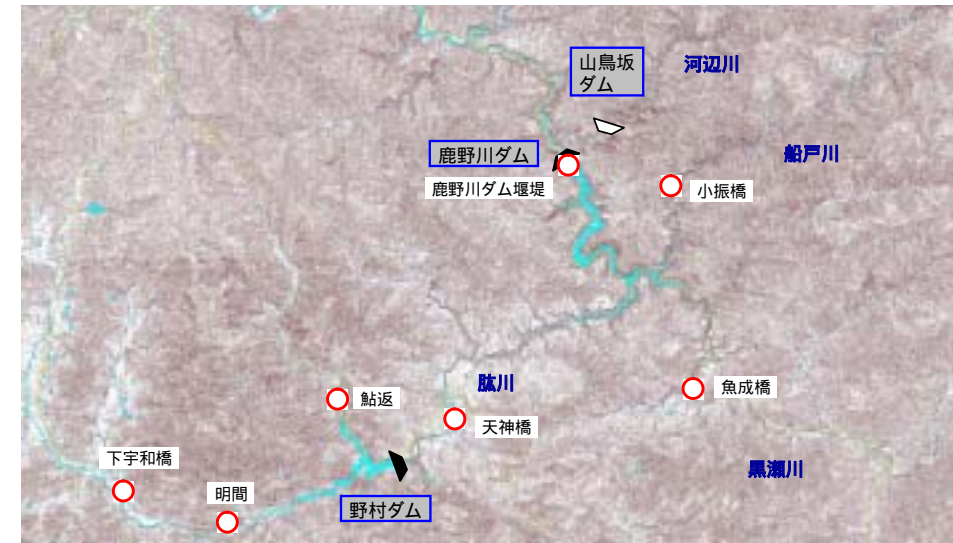 山鳥坂
ダム
河辺川
船戸川
鹿野川ダム
鹿野川ダム堰堤
小振橋
肱川
鮎返
魚成橋
天神橋
下宇和橋
黒瀬川
明間
野村ダム